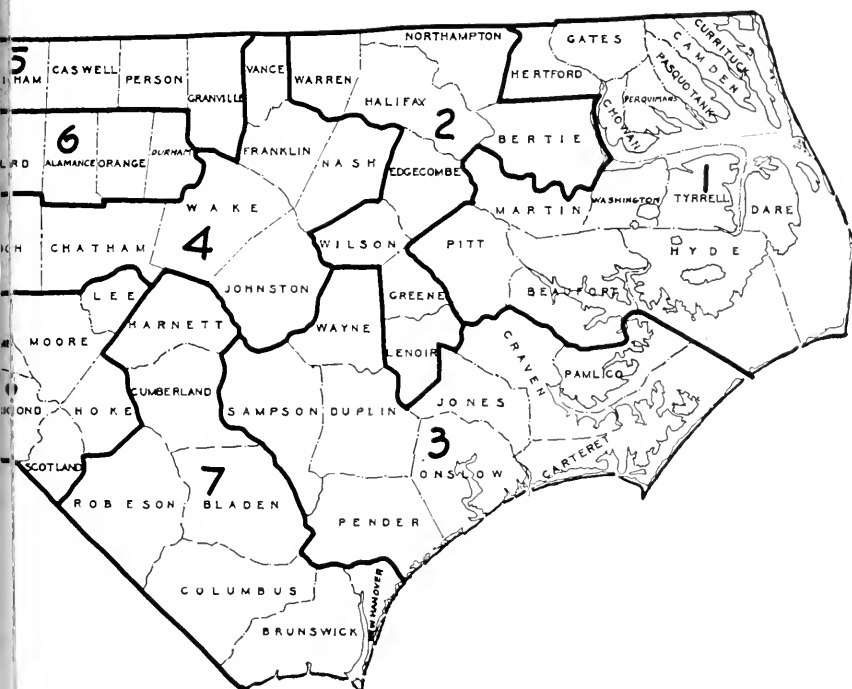 5
HAM
CASWELL
PERSON
GRANVILLE
VANCE
WARREN
NORTHAMPTON
HALIFAX
2
HERTFORD
GATES
CURRITUCK
CAMDEN
PASQUOTANK
PERQUIMANS
CHOWAN
BERTIE
6
RD
ALAMANCE
ORANGE
DURHAM
FRANKLIN
NASH
EDGECOMBE
MARTIN
WASHINGTON
1
TYRRELL
DARE
WAKE
CHATHAM
4
WILSON
PITT
HYDE
JOHNSTON
GREENE
BEAUFORT
LEE
HARNETT
WAYNE
MOORE
LENOIR
CRAVEN
PAMLICO
HOKE
CUMBERLAND
SAMPSON
DUPLIN
JONES
3
ONSLOW
CARTERET
OND
SCOTLAND
7
ROBESON
BLADEN
PENDER
COLUMBUS
NEW HANOVER
BRUNSWICK